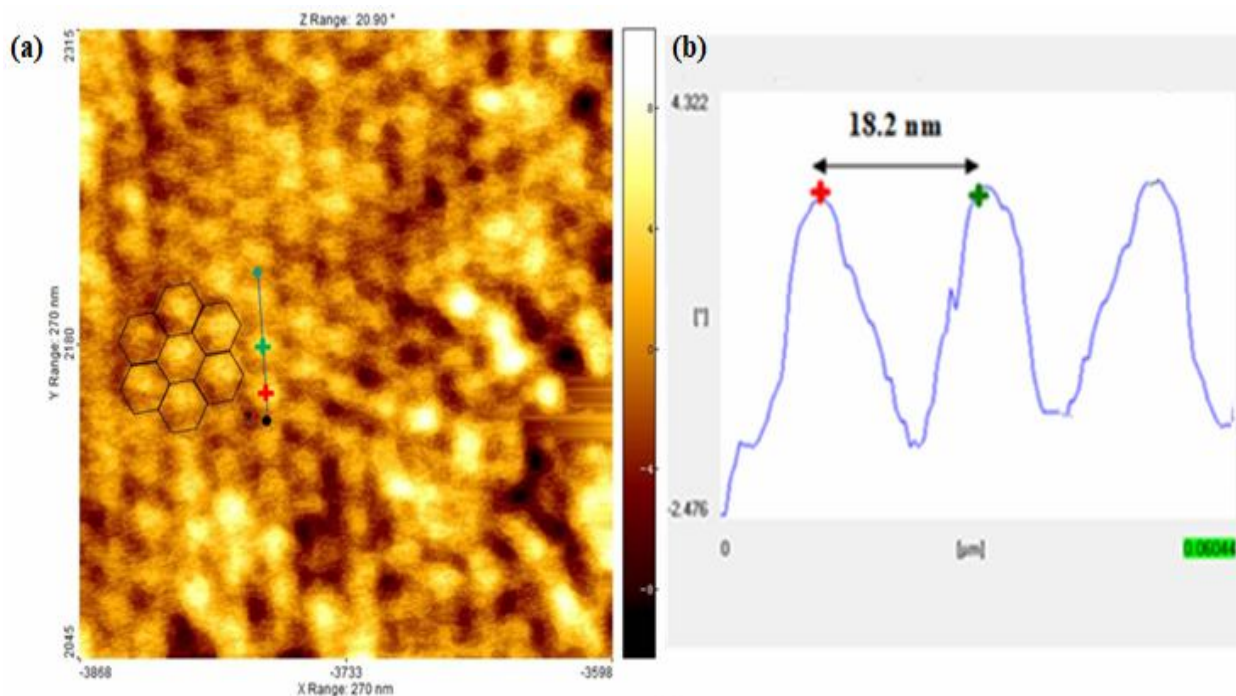 (a)
Z Range: 20.90 °
2315
Y Range: 270 nm
2180
2045
-3868
-3733
-3598
X Range: 270 nm
8
4
0
-4
-8
(b)
4.322
18.2 nm
[°]
-2.476
0
[µm]
0.06044